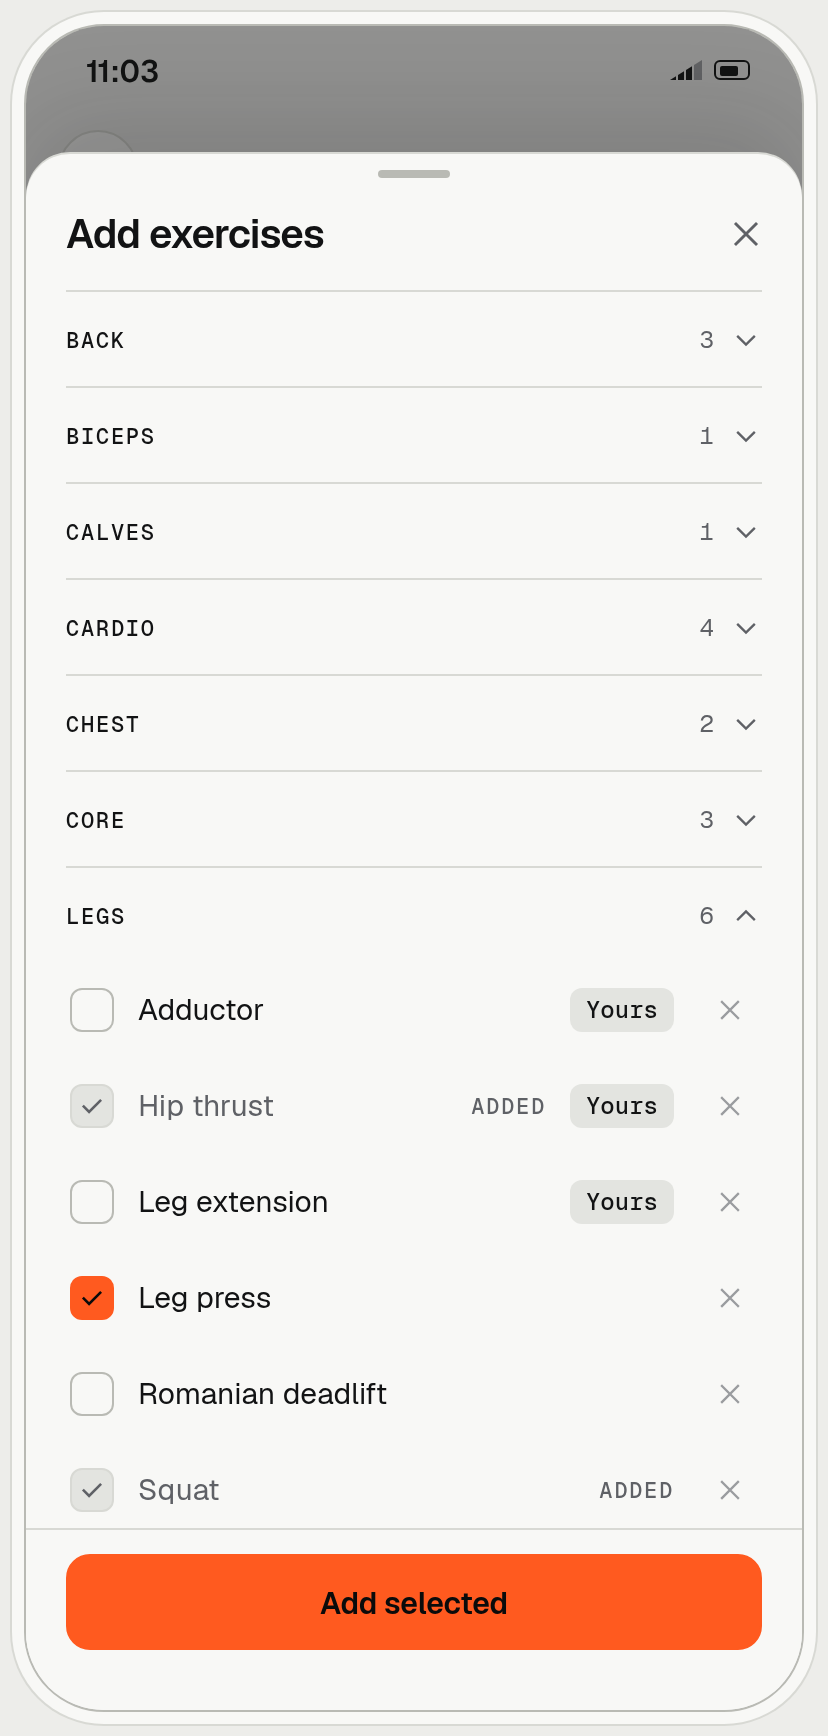 11:03
Add exercises
BACK 3
BICEPS 1
CALVES 1
CARDIO 4
CHEST 2
CORE 3
LEGS 6
Adductor Yours
Hip thrust ADDED Yours
Leg extension Yours
Leg press
Romanian deadlift
Squat ADDED
Add selected